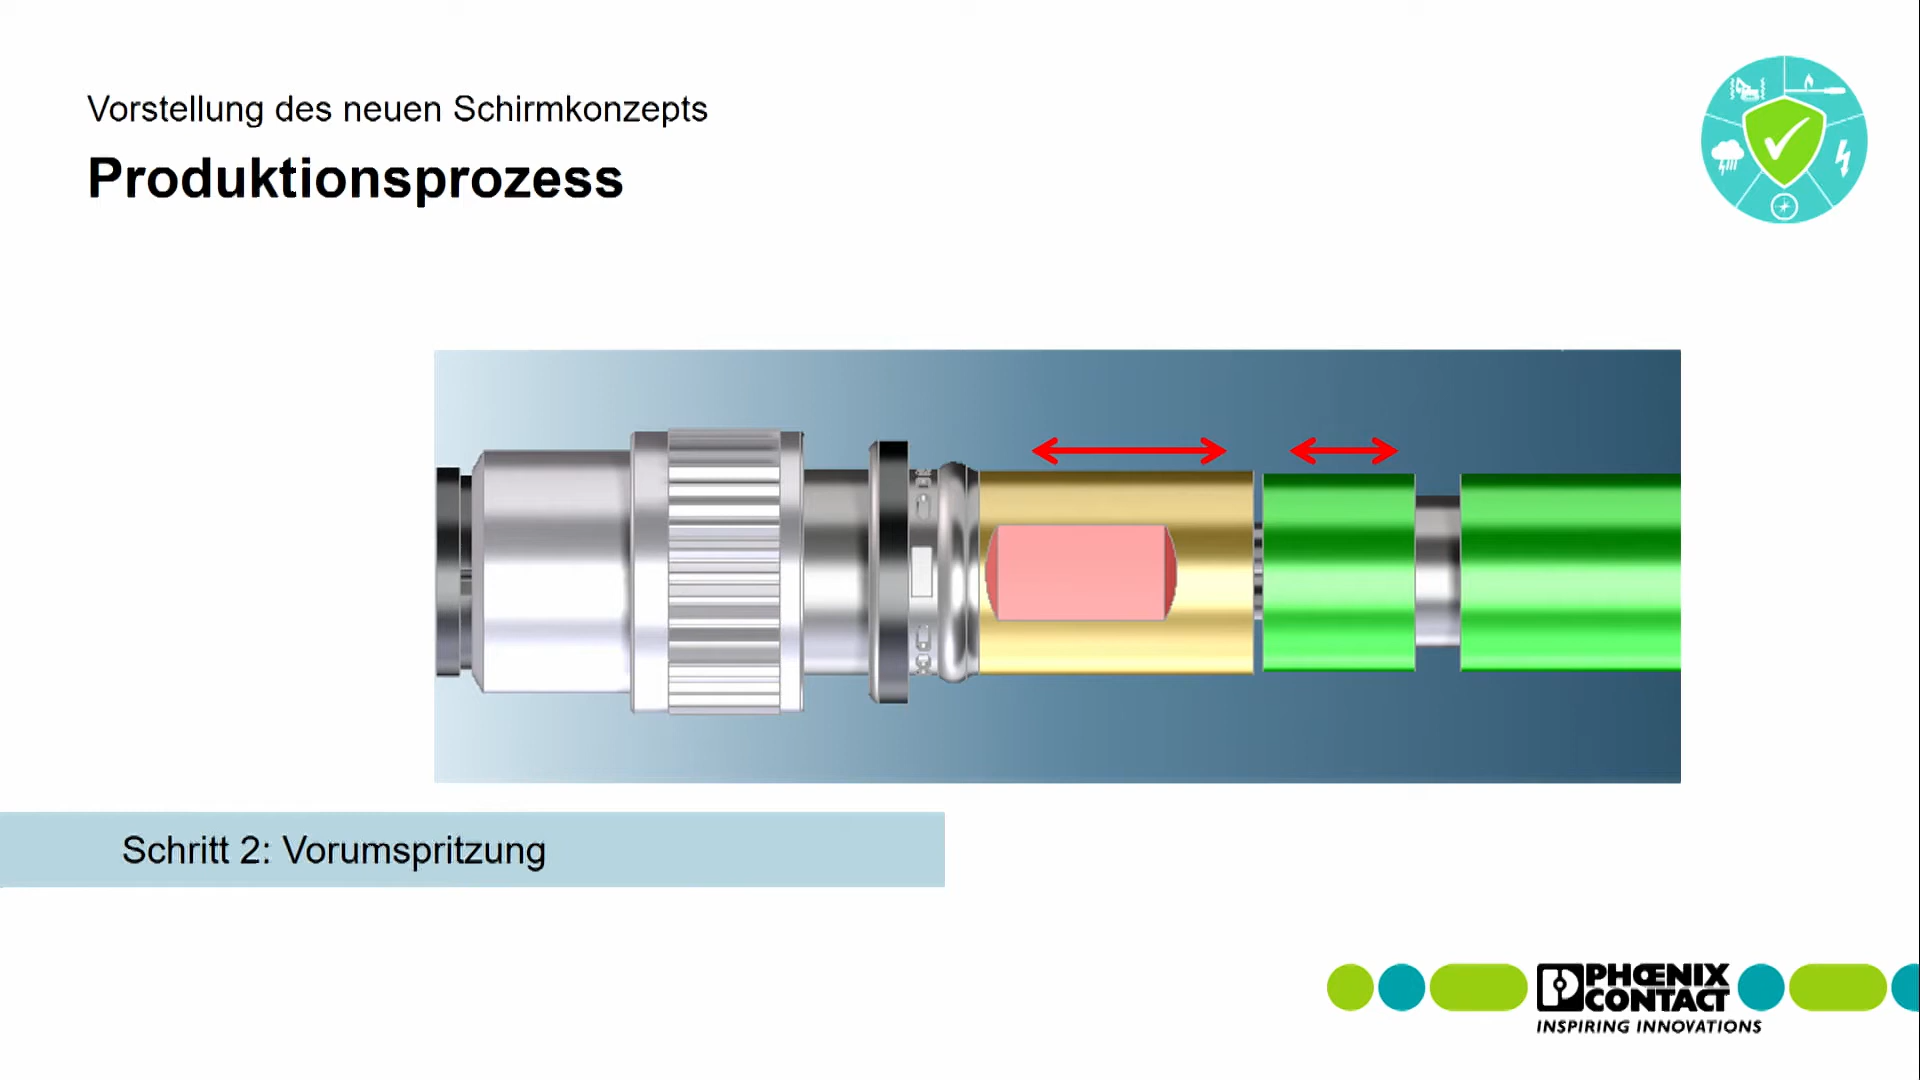 Vorstellung des neuen Schirmkonzepts
Produktionsprozess
Schritt 2: Vorumspritzung
PHŒNIX
CONTACT
INSPIRING INNOVATIONS